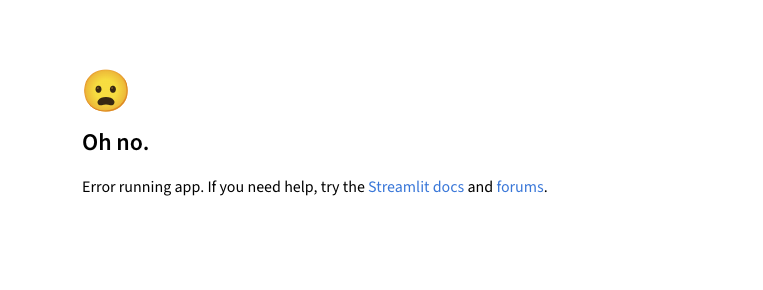 Oh no.
Error running app. If you need help, try the Streamlit docs and forums.